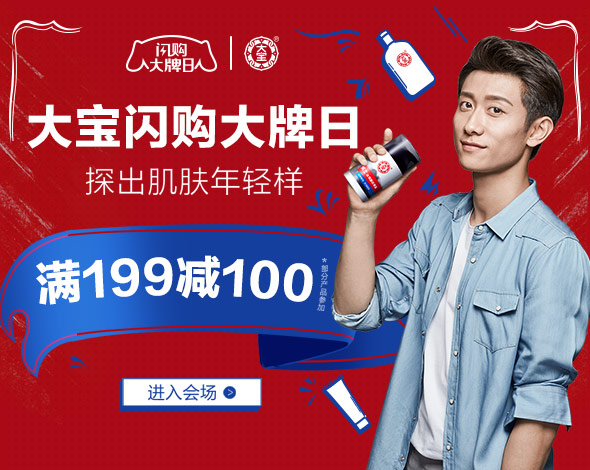 闪购
大牌日
大宝
大宝闪购大牌日
探出肌肤年轻样
满199减100
*部分产品参加
进入会场